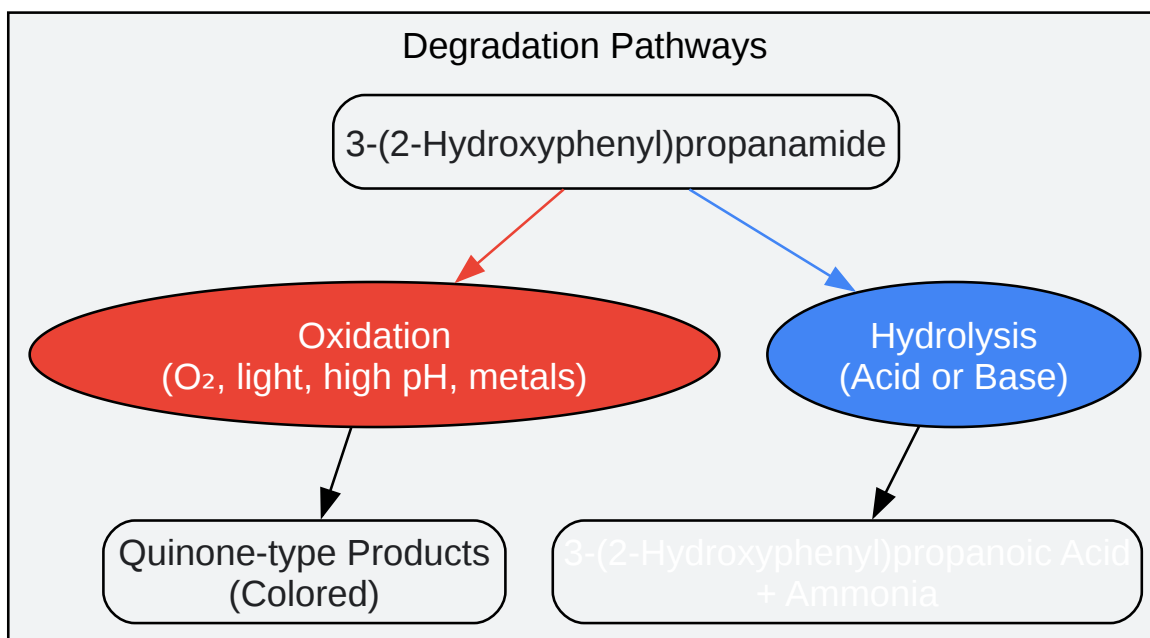 Degradation Pathways
3-(2-Hydroxyphenyl)propanamide
Oxidation
(O₂, light, high pH, metals)
Hydrolysis
(Acid or Base)
Quinone-type Products
(Colored)
3-(2-Hydroxyphenyl)propanoic Acid
+ Ammonia